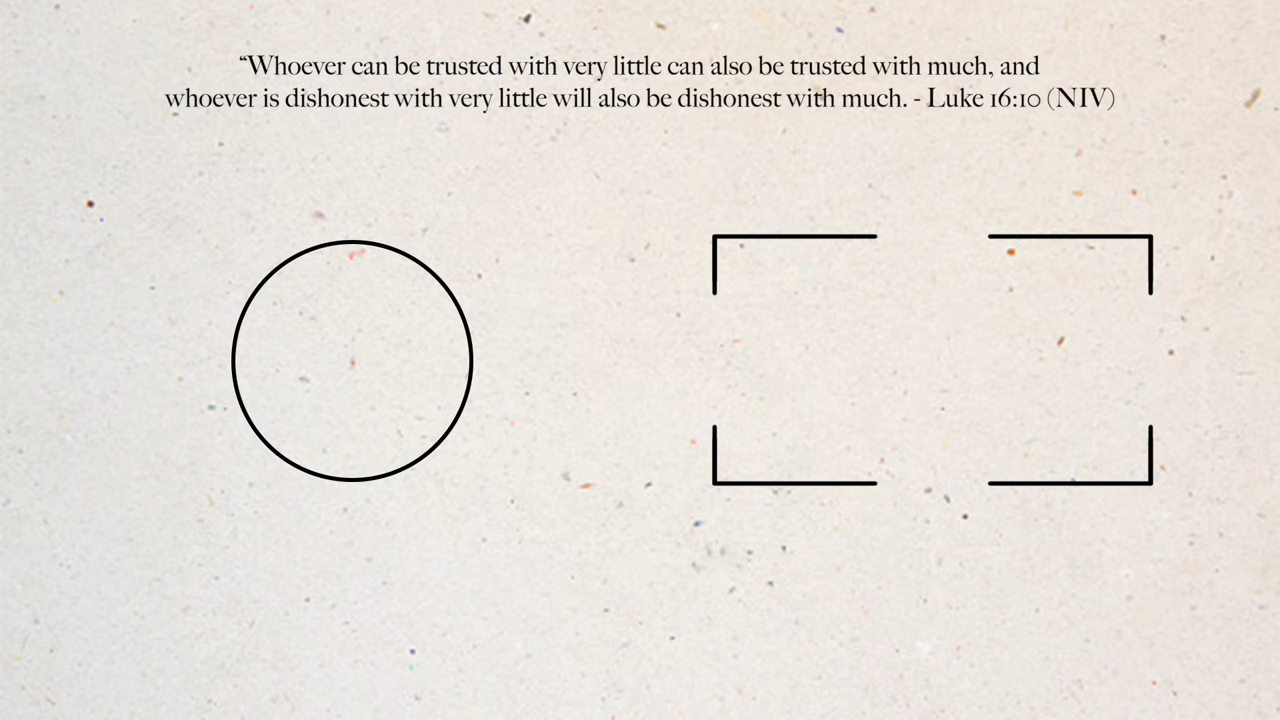 “Whoever can be trusted with very little can also be trusted with much, and
whoever is dishonest with very little will also be dishonest with much. - Luke 16:10 (NIV)